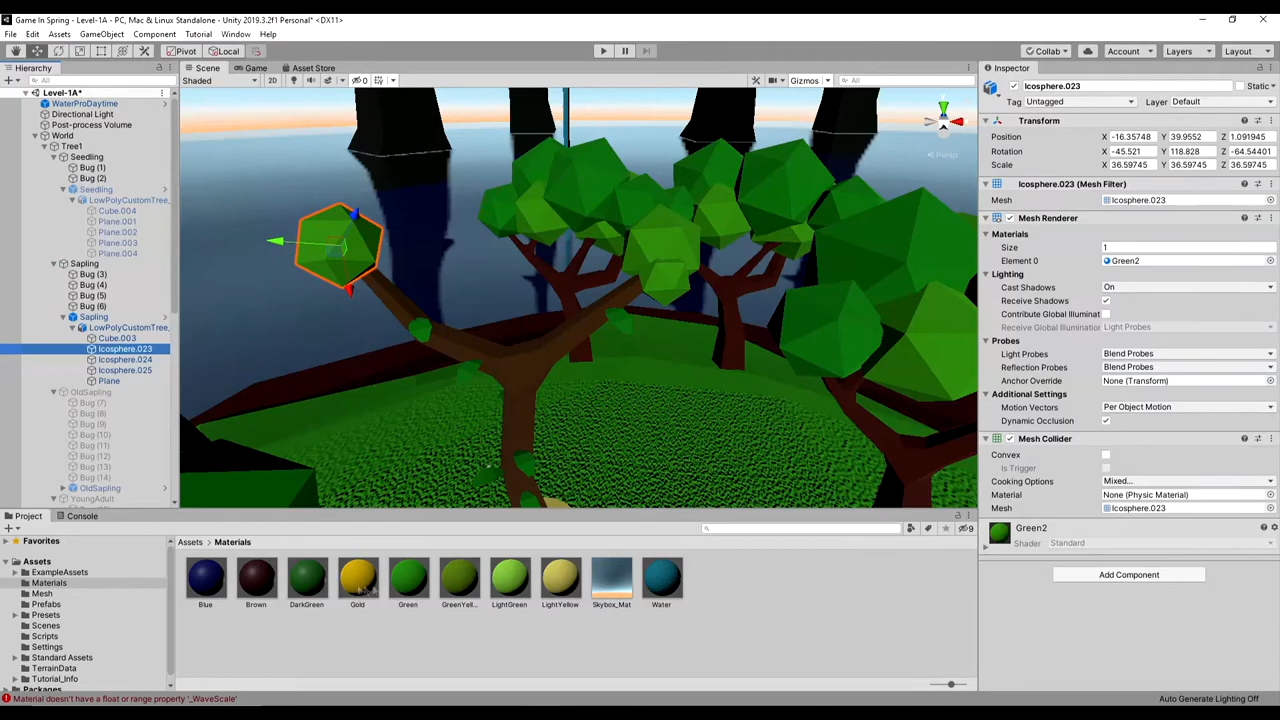 Game In Spring - Level-1A - PC, Mac & Linux Standalone - Unity 2019.3.2f1 Personal* <DX11>
File Edit Assets GameObject Component Tutorial Window Help
Pivot Local Collab Account Layers Layout
Hierarchy Scene Game Asset Store Inspector
All Shaded 2D 0 Gizmos All
Level-1A*
WaterProDaytime
Directional Light
Post-process Volume
World
Tree1
Seedling
Bug (1)
Bug (2)
Seedling
LowPolyCustomTree_
Cube.004
Plane.001
Plane.002
Plane.003
Plane.004
Sapling
Bug (3)
Bug (4)
Bug (5)
Bug (6)
Sapling
LowPolyCustomTree_
Cube.003
Icosphere.023
Icosphere.024
Icosphere.025
Plane
OldSapling
Bug (7)
Bug (8)
Bug (9)
Bug (10)
Bug (11)
Bug (12)
Bug (13)
Bug (14)
OldSapling
YoungAdult
y
Persp
Icosphere.023 Static
Tag Untagged Layer Default
Transform
Position X -16.35748 Y 39.9552 Z 1.091945
Rotation X -45.521 Y 118.828 Z -64.54401
Scale X 36.59745 Y 36.59745 Z 36.59745
Icosphere.023 (Mesh Filter)
Mesh Icosphere.023
Mesh Renderer
Materials
Size 1
Element 0 Green2
Lighting
Cast Shadows On
Receive Shadows
Contribute Global Illuminat
Receive Global Illumination Light Probes
Probes
Light Probes Blend Probes
Reflection Probes Blend Probes
Anchor Override None (Transform)
Additional Settings
Motion Vectors Per Object Motion
Dynamic Occlusion
Mesh Collider
Convex
Is Trigger
Cooking Options Mixed...
Material None (Physic Material)
Mesh Icosphere.023
Green2
Shader Standard
Add Component
Project Console
9
Favorites
Assets
ExampleAssets
Materials
Mesh
Prefabs
Presets
Scenes
Scripts
Settings
Standard Assets
TerrainData
Tutorial_Info
Packages
Assets > Materials
Blue Brown DarkGreen Gold Green GreenYell... LightGreen LightYellow Skybox_Mat Water
Material doesn't have a float or range property '_WaveScale'
Auto Generate Lighting Off